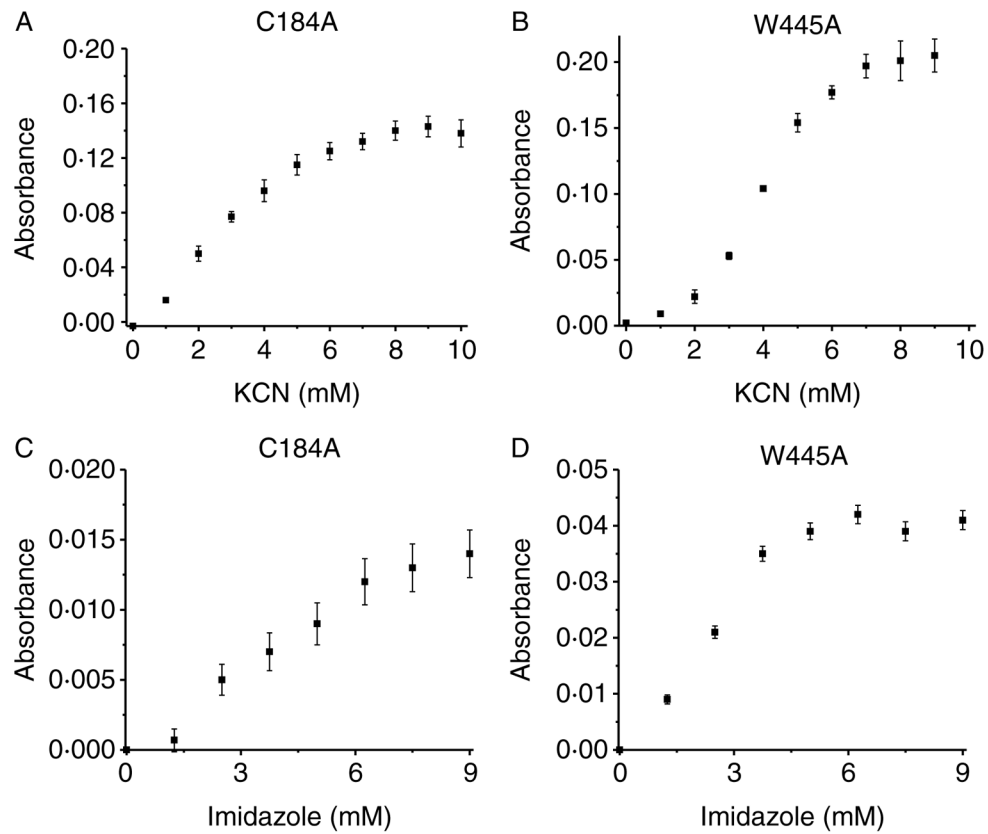 A
C184A
0·20
0·16
0·12
0·08
0·04
0·00
Absorbance
0 2 4 6 8 10
KCN (mM)
B
W445A
0·20
0·15
0·10
0·05
0·00
Absorbance
0 2 4 6 8 10
KCN (mM)
C
C184A
0·020
0·015
0·010
0·005
0·000
Absorbance
0 3 6 9
Imidazole (mM)
D
W445A
0·05
0·04
0·03
0·02
0·01
0·00
Absorbance
0 3 6 9
Imidazole (mM)